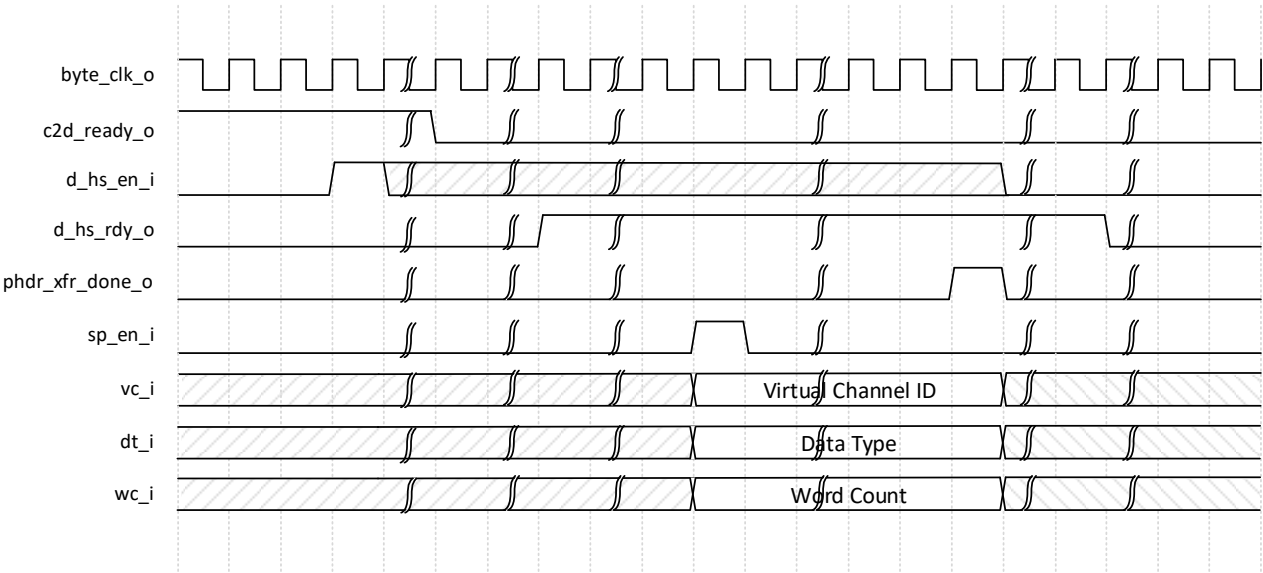 byte_clk_o
c2d_ready_o
d_hs_en_i
d_hs_rdy_o
phdr_xfr_done_o
sp_en_i
vc_i Virtual Channel ID
dt_i Data Type
wc_i Word Count